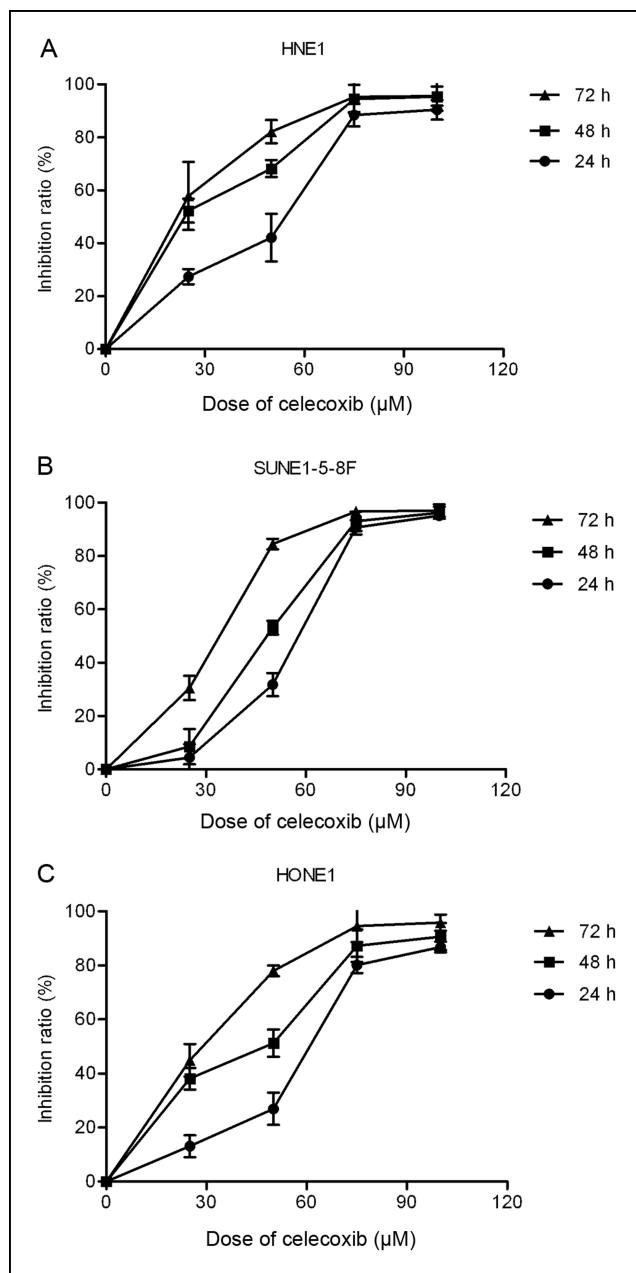 A
HNE1
100
80
60
40
20
0
0 30 60 90 120
Inhibition ratio (%)
Dose of celecoxib (µM)
72 h
48 h
24 h
B
SUNE1-5-8F
100
80
60
40
20
0
0 30 60 90 120
Inhibition ratio (%)
Dose of celecoxib (µM)
72 h
48 h
24 h
C
HONE1
100
80
60
40
20
0
0 30 60 90 120
Inhibition ratio (%)
Dose of celecoxib (µM)
72 h
48 h
24 h